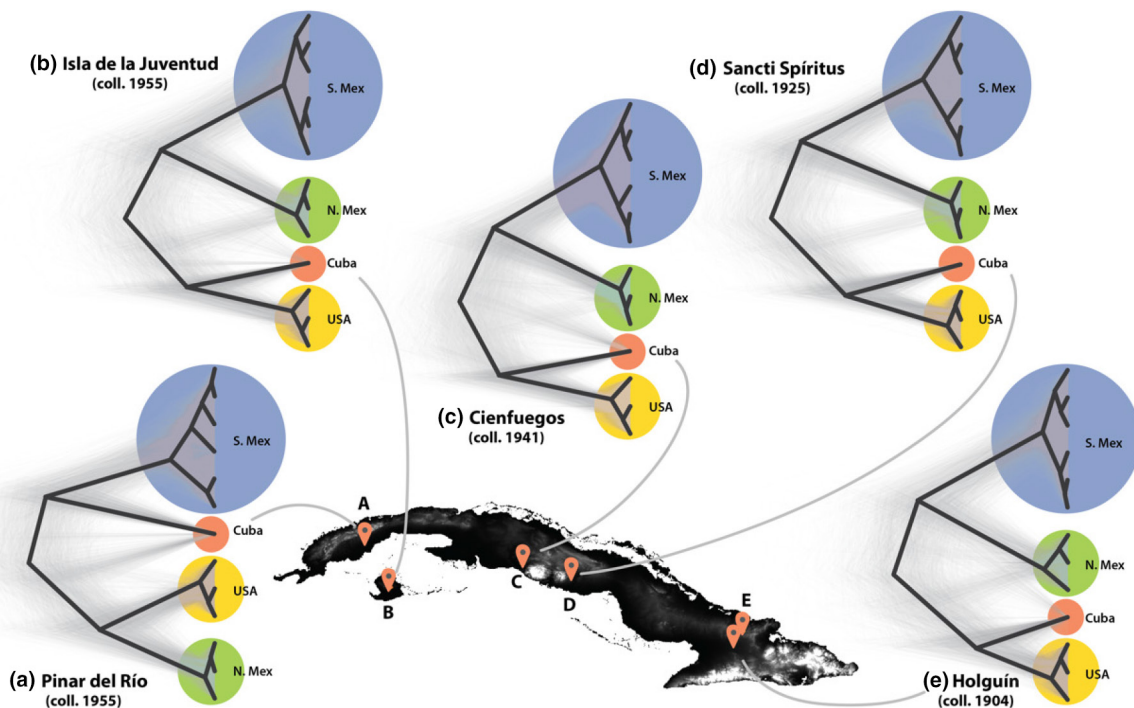 (b) Isla de la Juventud
(coll. 1955)
S. Mex
N. Mex
Cuba
USA
(d) Sancti Spíritus
(coll. 1925)
S. Mex
N. Mex
Cuba
USA
S. Mex
N. Mex
Cuba
USA
(c) Cienfuegos
(coll. 1941)
S. Mex
Cuba
USA
N. Mex
(a) Pinar del Río
(coll. 1955)
A
B
C
D
E
S. Mex
N. Mex
Cuba
USA
(e) Holguín
(coll. 1904)